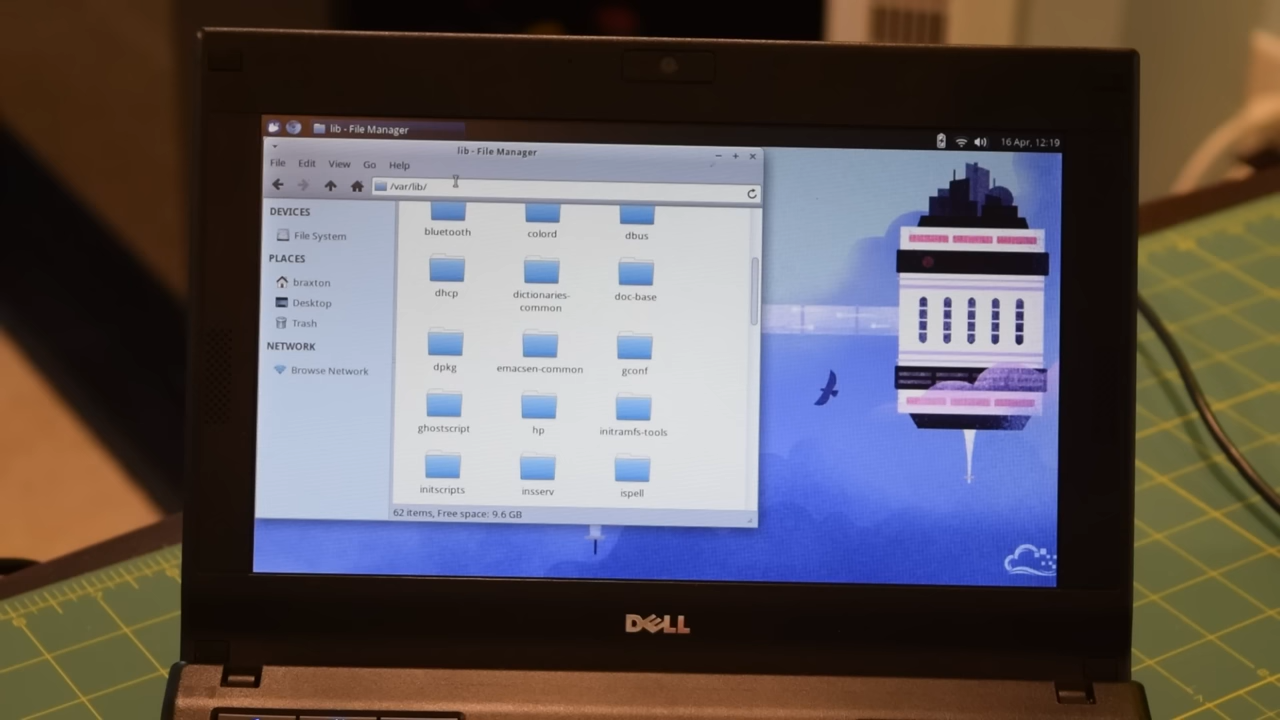 lib - File Manager
16 Apr, 12:19
lib - File Manager
File Edit View Go Help
/var/lib/
DEVICES
File System
PLACES
braxton
Desktop
Trash
NETWORK
Browse Network
bluetooth colord dbus
dhcp dictionaries-common doc-base
dpkg emacsen-common gconf
ghostscript hp initramfs-tools
initscripts insserv ispell
62 items, Free space: 9.6 GB
DELL